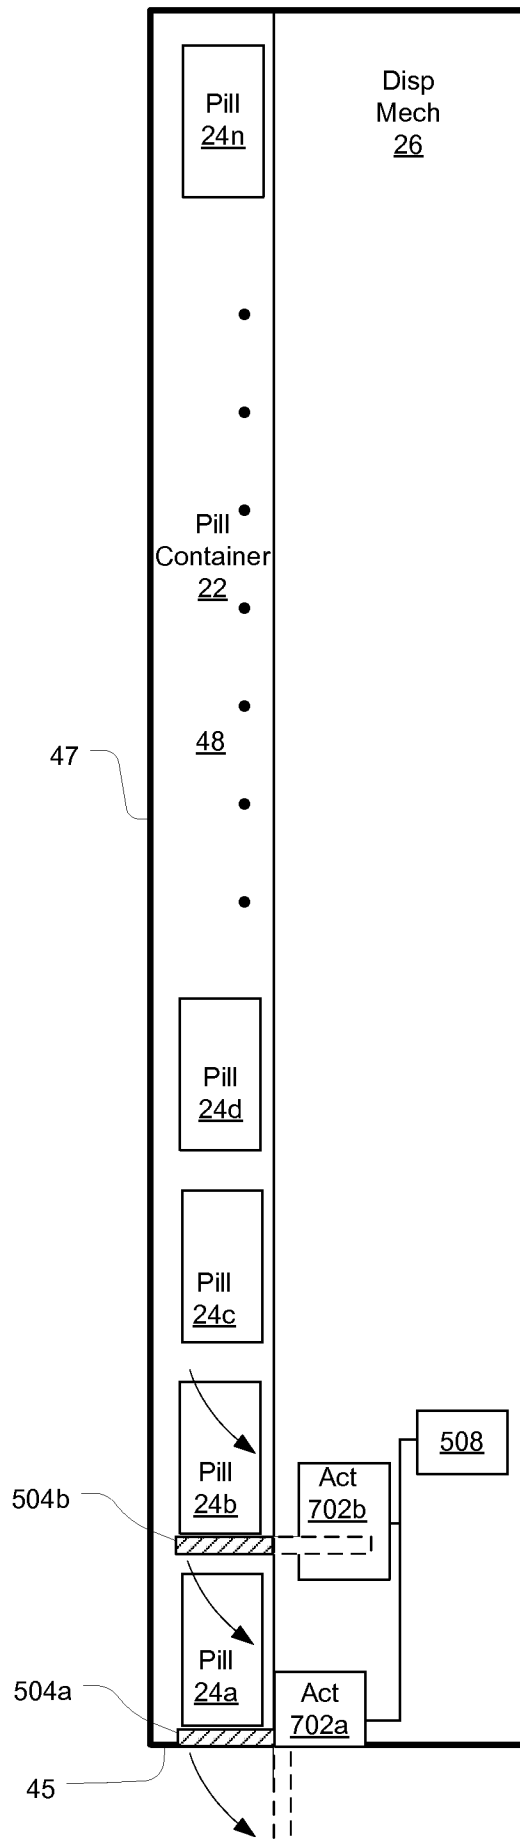 Pill
24n
Disp
Mech
26
Pill
Container
22
48
47
Pill
24d
Pill
24c
Pill
24b
504b
Act
702b
508
Pill
24a
504a
Act
702a
45